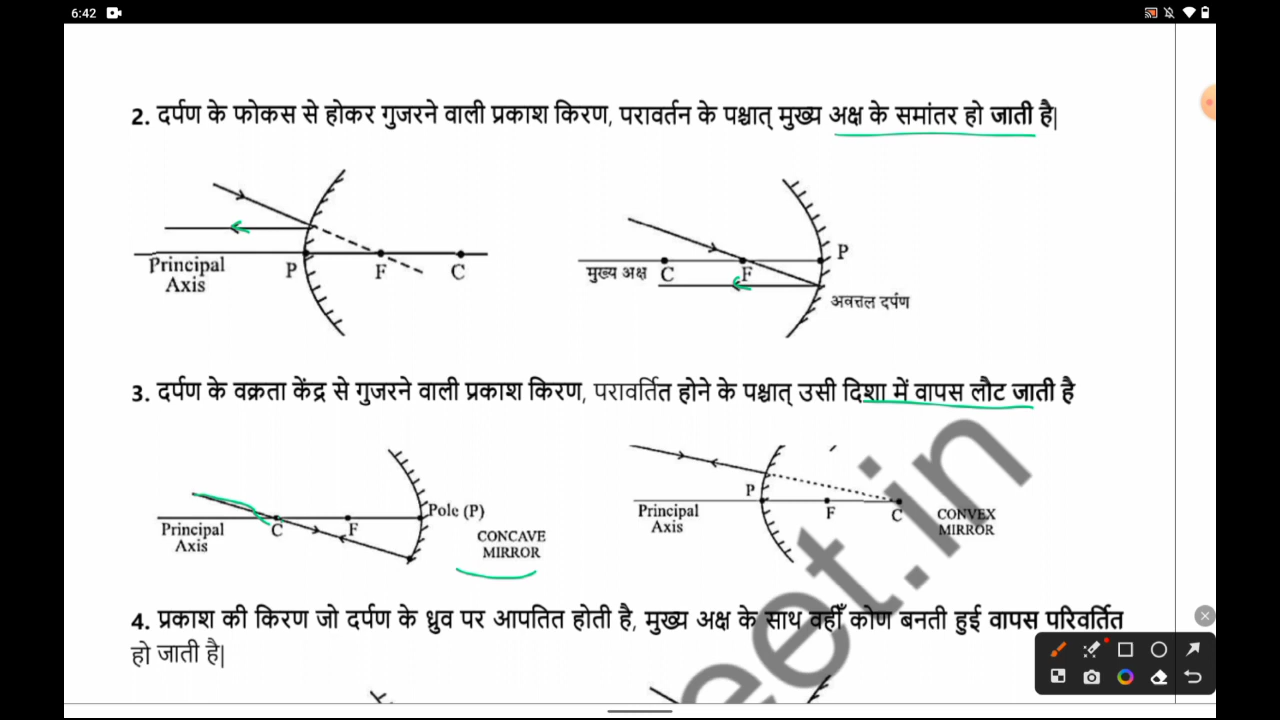 6:42
2. दर्पण के फोकस से होकर गुजरने वाली प्रकाश किरण, परावर्तन के पश्चात् मुख्य अक्ष के समांतर हो जाती है|
Principal
Axis
P
F
C
मुख्य अक्ष
C
F
P
अवत्तल दर्पण
3. दर्पण के वक्रता केंद्र से गुजरने वाली प्रकाश किरण, परावर्तित होने के पश्चात् उसी दिशा में वापस लौट जाती है
Principal
Axis
C
F
Pole (P)
CONCAVE
MIRROR
Principal
Axis
P
F
C
CONVEX
MIRROR
4. प्रकाश की किरण जो दर्पण के ध्रुव पर आपतित होती है, मुख्य अक्ष के साथ वहीँ कोण बनती हुई वापस परिवर्तित
हो जाती है|
eet.in